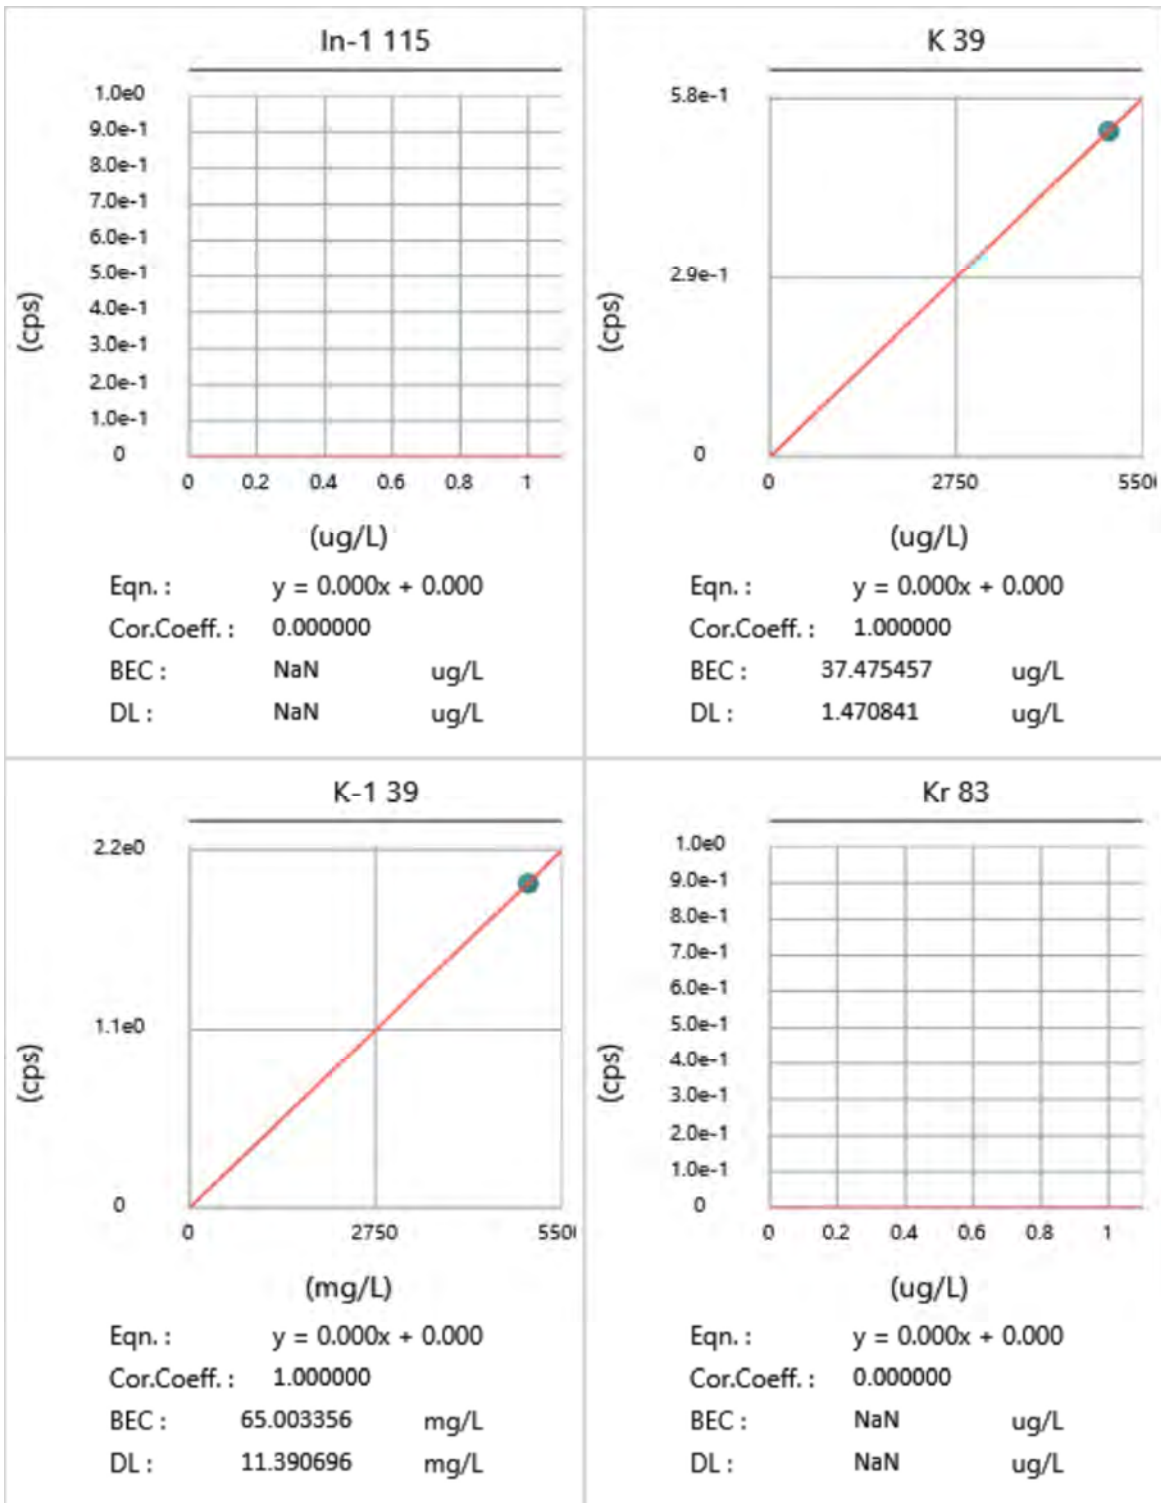 In-1 115
1.0e0
9.0e-1
8.0e-1
7.0e-1
6.0e-1
5.0e-1
4.0e-1
3.0e-1
2.0e-1
1.0e-1
0
(cps)
0 0.2 0.4 0.6 0.8 1
(ug/L)
Eqn. : y = 0.000x + 0.000
Cor.Coeff. : 0.000000
BEC : NaN ug/L
DL : NaN ug/L
K 39
5.8e-1
2.9e-1
0
(cps)
0 2750 550
(ug/L)
Eqn. : y = 0.000x + 0.000
Cor.Coeff. : 1.000000
BEC : 37.475457 ug/L
DL : 1.470841 ug/L
K-1 39
2.2e0
1.1e0
0
(cps)
0 2750 550
(mg/L)
Eqn. : y = 0.000x + 0.000
Cor.Coeff. : 1.000000
BEC : 65.003356 mg/L
DL : 11.390696 mg/L
Kr 83
1.0e0
9.0e-1
8.0e-1
7.0e-1
6.0e-1
5.0e-1
4.0e-1
3.0e-1
2.0e-1
1.0e-1
0
(cps)
0 0.2 0.4 0.6 0.8 1
(ug/L)
Eqn. : y = 0.000x + 0.000
Cor.Coeff. : 0.000000
BEC : NaN ug/L
DL : NaN ug/L